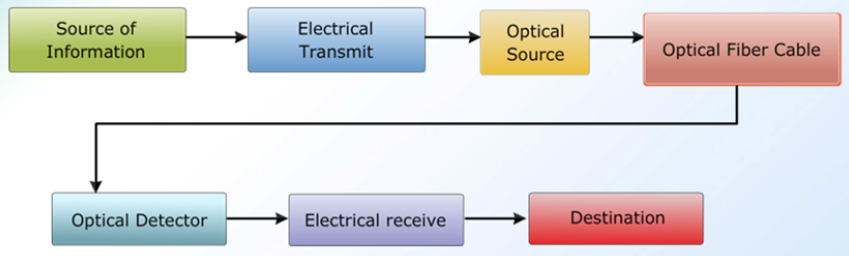 Source of
Information
Electrical
Transmit
Optical
Source
Optical Fiber Cable
Optical Detector
Electrical receive
Destination